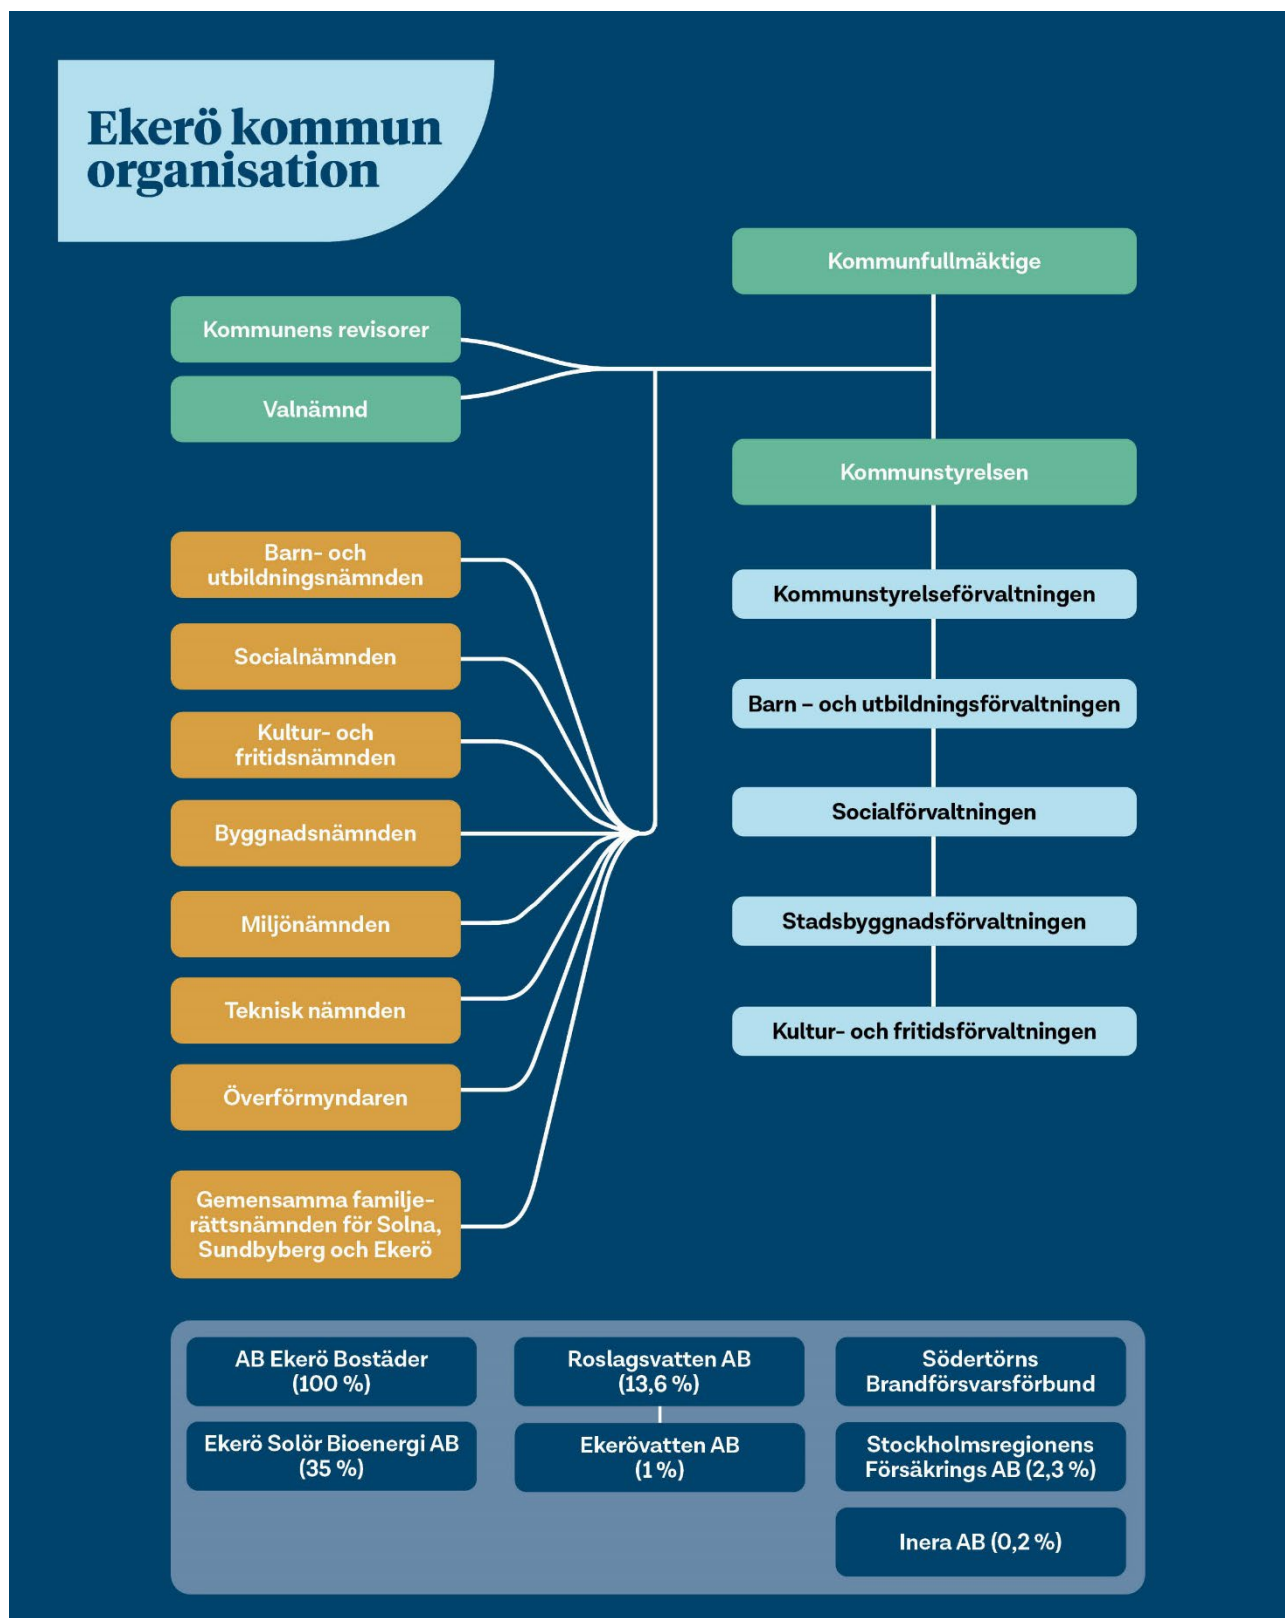 Ekerö kommun
organisation
Kommunfullmäktige
Kommunens revisorer
Valnämnd
Kommunstyrelsen
Barn- och
utbildningsnämnden
Socialnämnden
Kultur- och
fritidsnämnden
Byggnadsnämnden
Miljönämnden
Teknisk nämnden
Överförmyndaren
Gemensamma familje-
rättsnämnden för Solna,
Sundbyberg och Ekerö
Kommunstyrelseförvaltningen
Barn – och utbildningsförvaltningen
Socialförvaltningen
Stadsbyggnadsförvaltningen
Kultur- och fritidsförvaltningen
AB Ekerö Bostäder
(100 %)
Roslagsvatten AB
(13,6 %)
Södertörns
Brandförsvarsförbund
Ekerö Solör Bioenergi AB
(35 %)
Ekerövatten AB
(1 %)
Stockholmsregionens
Försäkrings AB (2,3 %)
Inera AB (0,2 %)